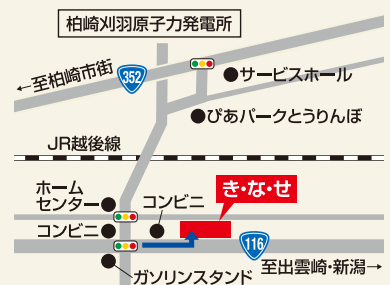 柏崎刈羽原子力発電所
←至柏崎市街
352
サービスホール
ぴあパークとうりんぼ
JR越後線
き・な・せ
ホーム
センター
コンビニ
コンビニ
116
至出雲崎・新潟→
ガソリンスタンド